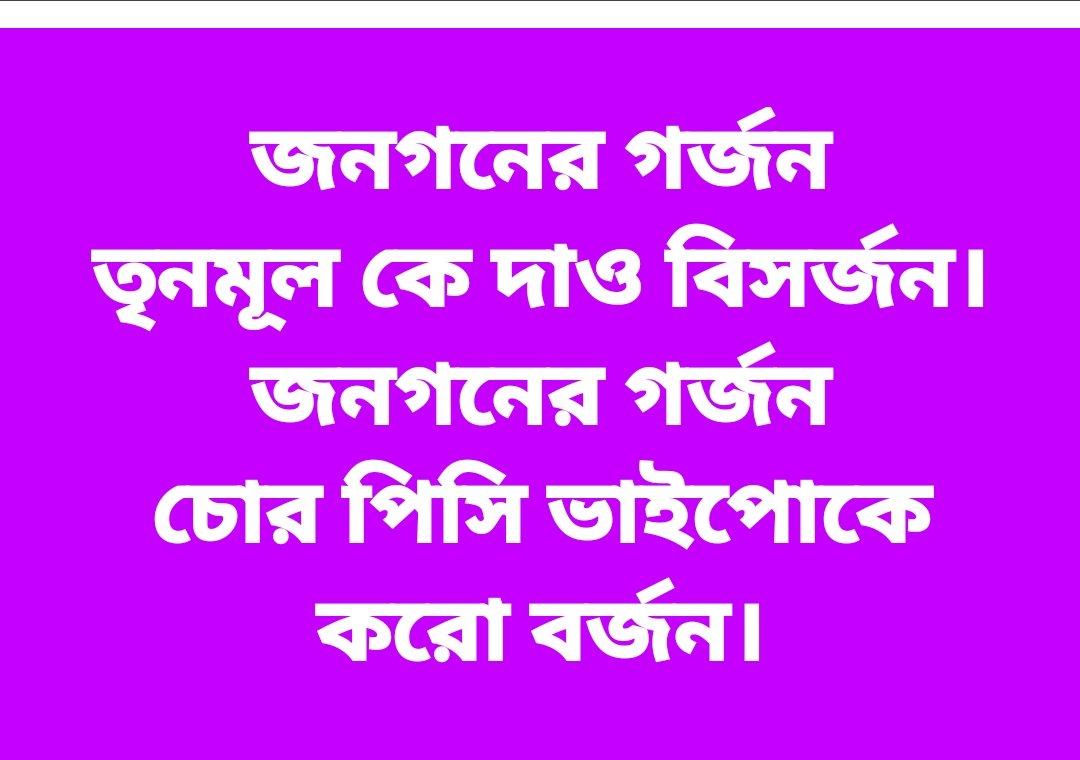 জনগনের গর্জন
তৃনমূল কে দাও বিসর্জন।
জনগনের গর্জন
চোর পিসি ভাইপোকে
করো বর্জন।